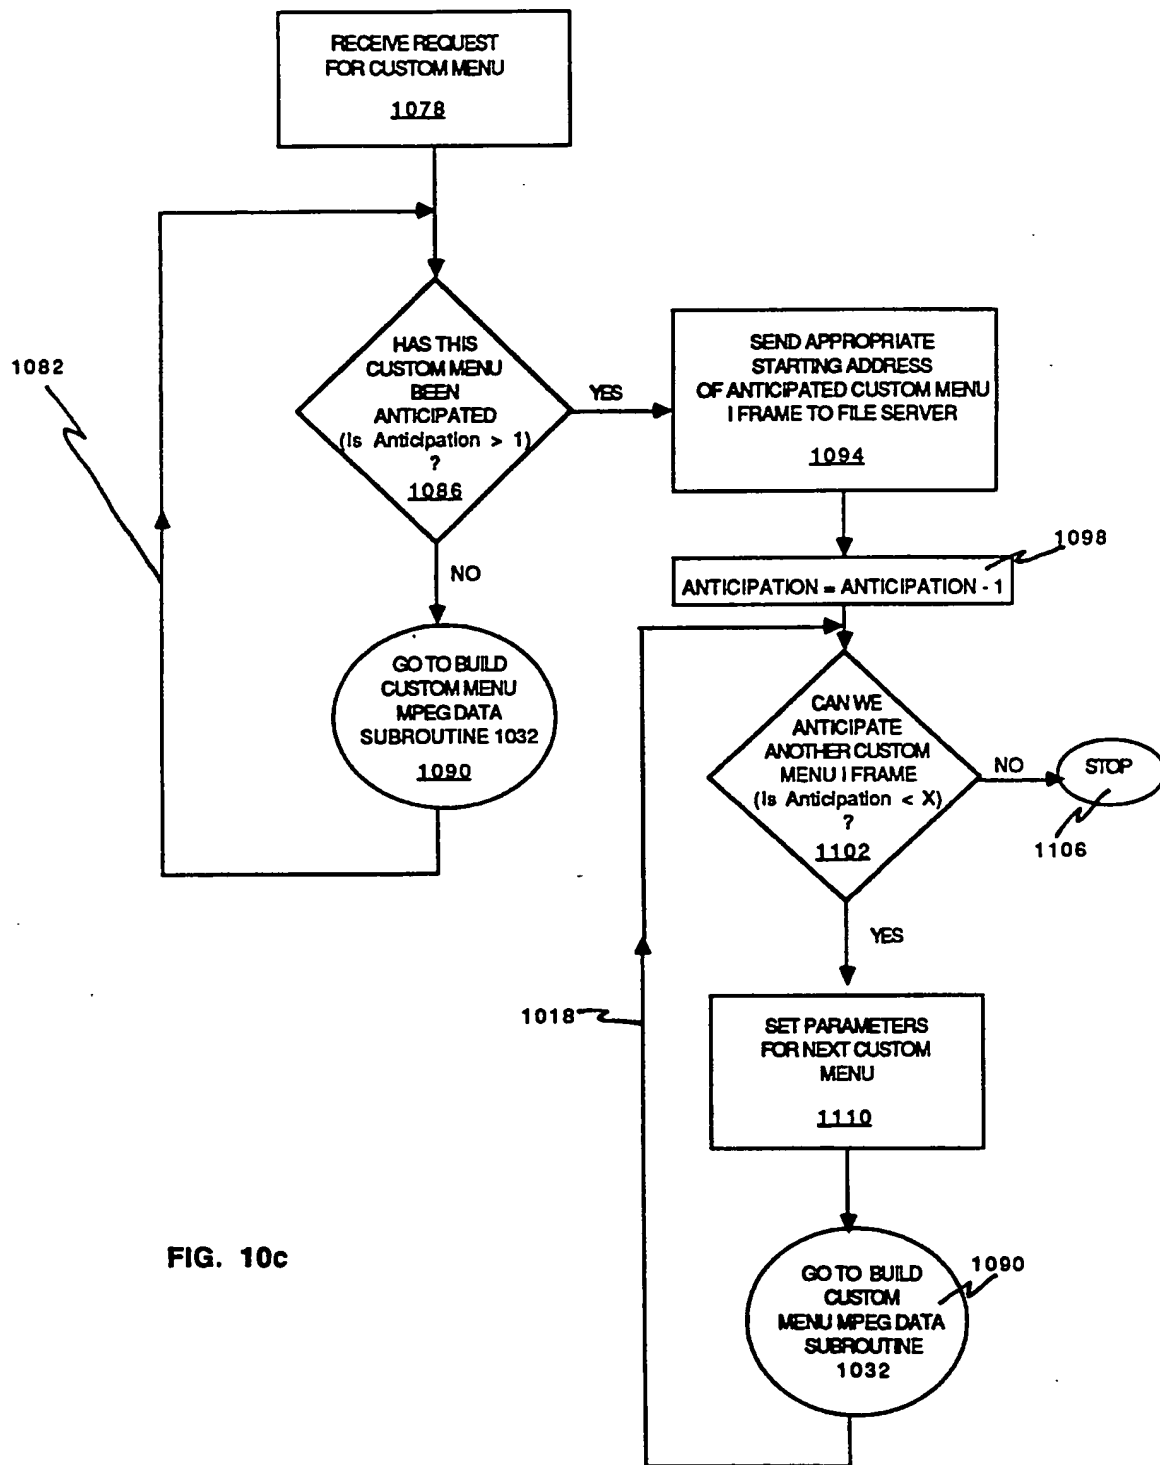 RECEIVE REQUEST
FOR CUSTOM MENU
1078
1082
HAS THIS
CUSTOM MENU
BEEN
ANTICIPATED
(Is Anticipation > 1)
?
1086
YES
SEND APPROPRIATE
STARTING ADDRESS
OF ANTICIPATED CUSTOM MENU
I FRAME TO FILE SERVER
1094
NO
1098
ANTICIPATION = ANTICIPATION - 1
GO TO BUILD
CUSTOM MENU
MPEG DATA
SUBROUTINE 1032
1090
CAN WE
ANTICIPATE
ANOTHER CUSTOM
MENU I FRAME
(Is Anticipation < X)
?
1102
NO
STOP
1106
YES
1018
SET PARAMETERS
FOR NEXT CUSTOM
MENU
1110
FIG. 10c
GO TO BUILD
CUSTOM
MENU MPEG DATA
SUBROUTINE
1032
1090